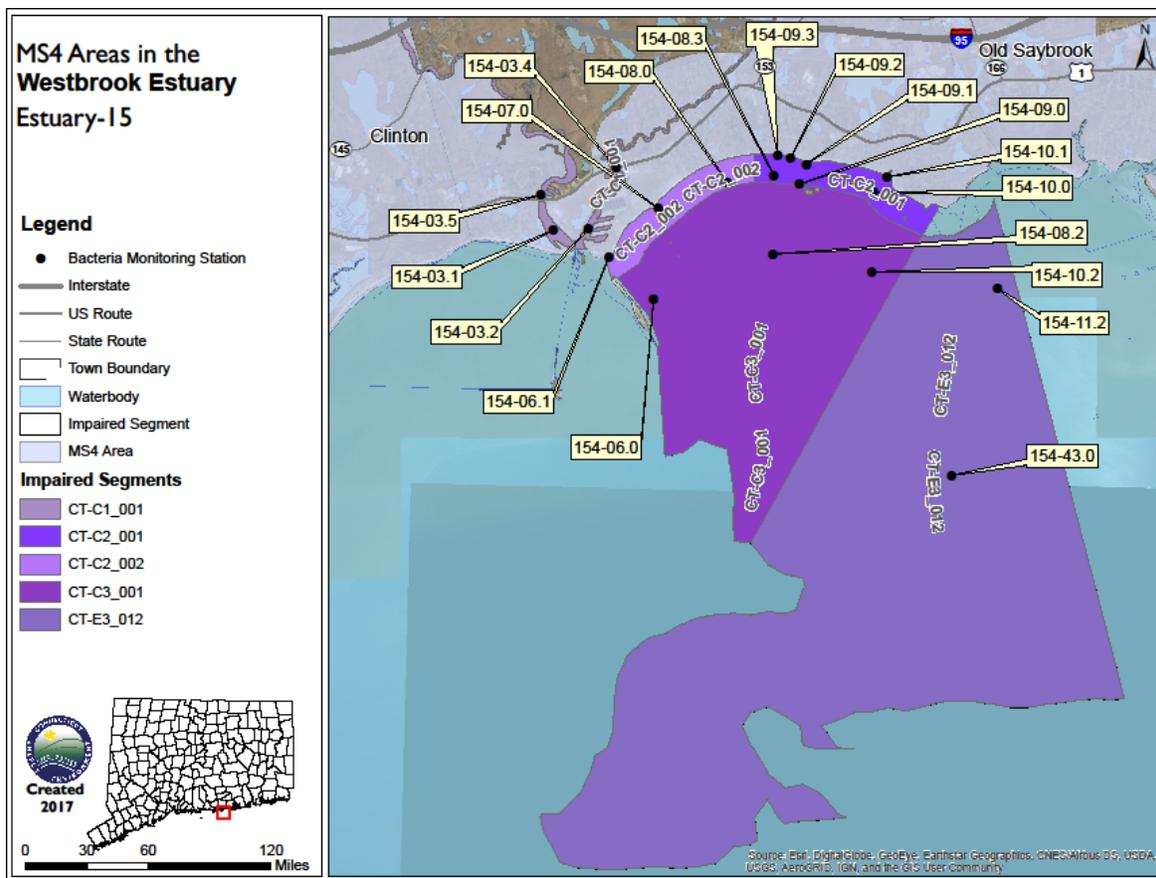 MS4 Areas in the
Westbrook Estuary
Estuary-15
Legend
Bacteria Monitoring Station
Interstate
US Route
State Route
Town Boundary
Waterbody
Impaired Segment
MS4 Area
Impaired Segments
CT-C1_001
CT-C2_001
CT-C2_002
CT-C3_001
CT-E3_012
Created
2017
0 30 60 120
Miles
154-08.3
154-09.3
95
Old Saybrook
N
154-03.4
154-08.0
153
154-09.2
166
1
154-07.0
154-09.1
154-09.0
145
Clinton
154-10.1
CT-C2_002
CT-C2_001
154-10.0
154-03.5
CT-C2_002
154-08.2
154-03.1
154-10.2
154-03.2
154-11.2
CT-C3_001
CT-E3_012
154-06.1
154-06.0
CT-C3_001
CT-E3_012
154-43.0
Source: Esri, DigitalGlobe, GeoEye, Earthstar Geographics, CNES/Airbus DS, USDA,
USGS, AeroGRID, IGN, and the GIS User Community